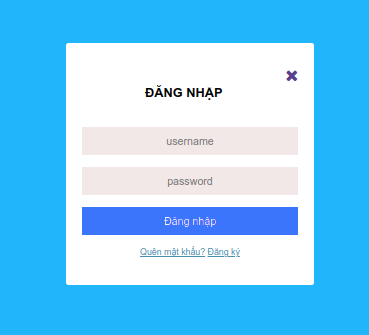 ĐĂNG NHẬP
username
password
Đăng nhập
Quên mật khẩu? Đăng ký